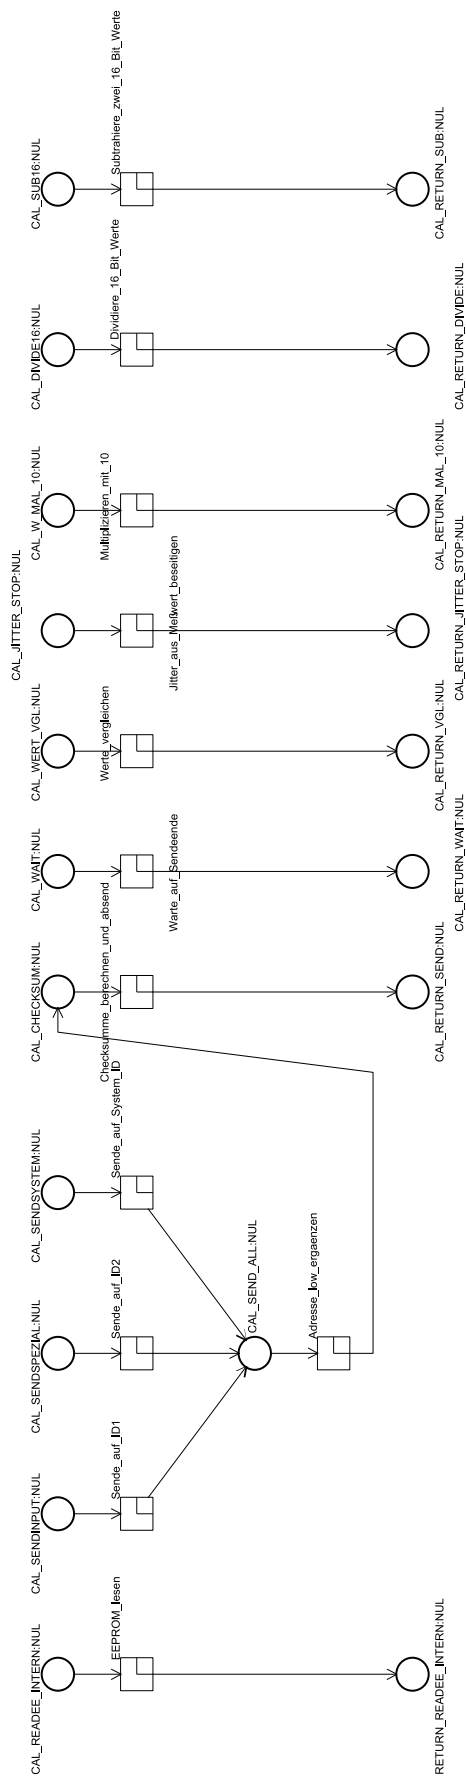 CAL_READEE_INTERN:NUL
EEPROM_lesen
RETURN_READEE_INTERN:NUL
CAL_SENDINPUT:NUL
Sende_auf_ID1
CAL_SENDSPEZIAL:NUL
Sende_auf_ID2
CAL_SEND_ALL:NUL
Adresse_low_ergaenzen
CAL_SENDSYSTEM:NUL
Sende_auf_System_ID
CAL_CHECKSUM:NUL
Checksumme_berechnen_und_absend
CAL_RETURN_SEND:NUL
CAL_WAIT:NUL
Warte_auf_Sendeende
CAL_RETURN_WAIT:NUL
CAL_WERT_VGL:NUL
Werte_vergleichen
CAL_RETURN_VGL:NUL
CAL_JITTER_STOP:NUL
Jitter_aus_Meßwert_beseitigen
CAL_RETURN_JITTER_STOP:NUL
CAL_W_MAL_10:NUL
Multiplizieren_mit_10
CAL_RETURN_MAL_10:NUL
CAL_DIVIDE16:NUL
Dividiere_16_Bit_Werte
CAL_RETURN_DIVIDE:NUL
CAL_SUB16:NUL
Subtrahiere_zwei_16_Bit_Werte
CAL_RETURN_SUB:NUL